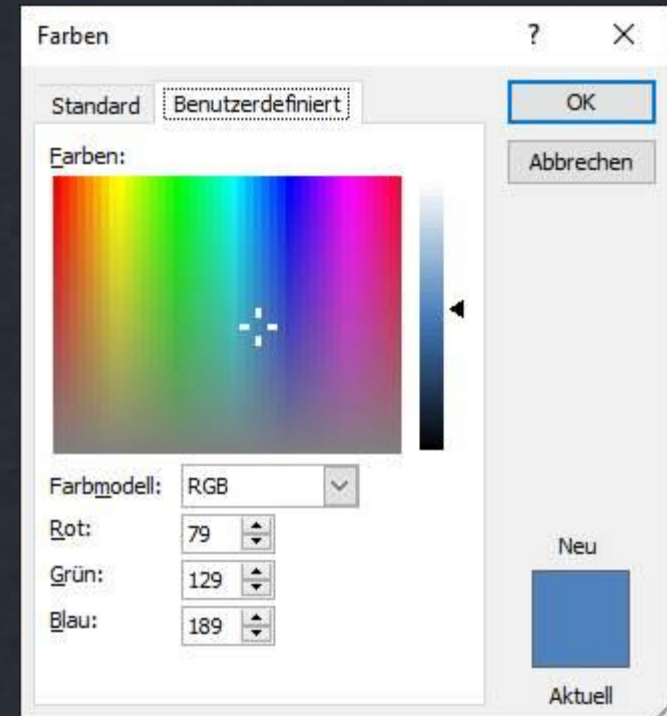 Farben ?
Standard Benutzerdefiniert OK
Abbrechen
Farben:
Farbmodell: RGB
Rot: 79
Grün: 129
Blau: 189
Neu
Aktuell